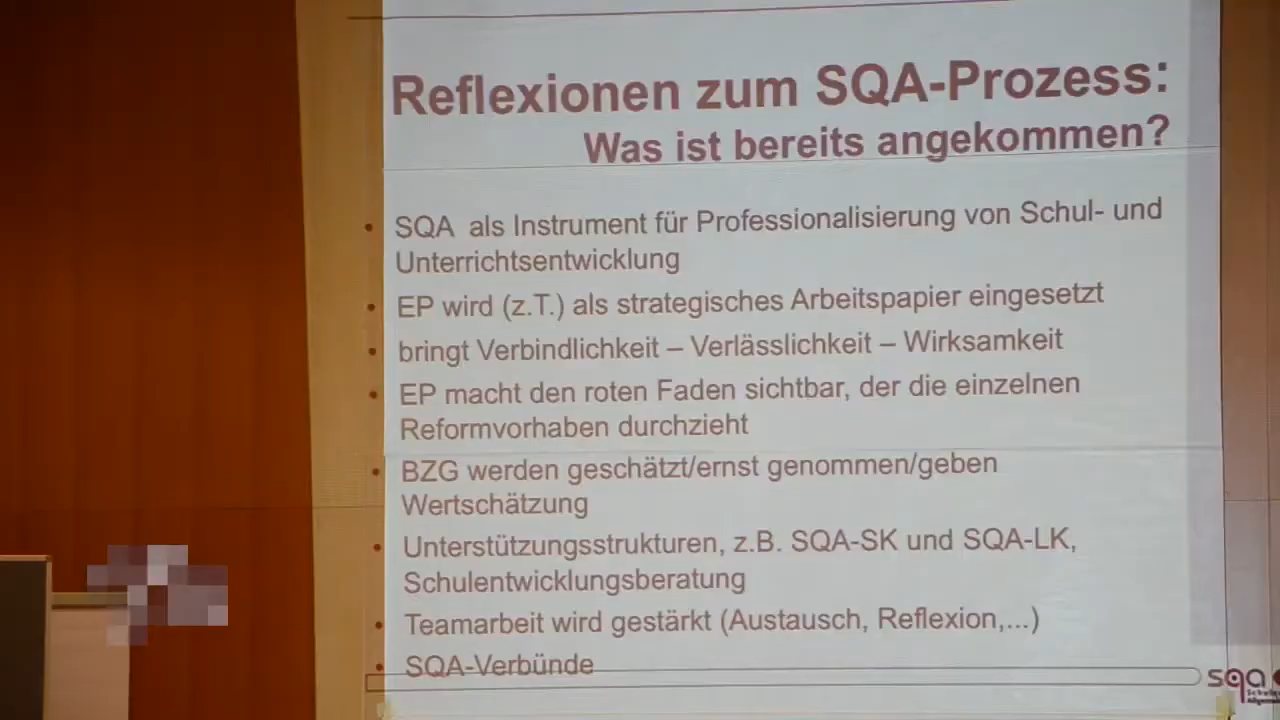 Reflexionen zum SQA-Prozess:
Was ist bereits angekommen?
• SQA als Instrument für Professionalisierung von Schul- und
Unterrichtsentwicklung
• EP wird (z.T.) als strategisches Arbeitspapier eingesetzt
• bringt Verbindlichkeit – Verlässlichkeit – Wirksamkeit
• EP macht den roten Faden sichtbar, der die einzelnen
Reformvorhaben durchzieht
• BZG werden geschätzt/ernst genommen/geben
Wertschätzung
• Unterstützungsstrukturen, z.B. SQA-SK und SQA-LK,
Schulentwicklungsberatung
• Teamarbeit wird gestärkt (Austausch, Reflexion,...)
• SQA-Verbünde
sqa